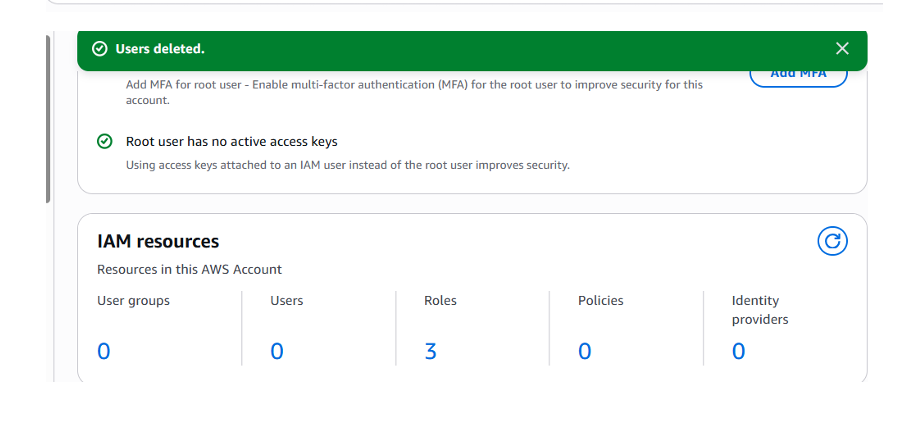 Users deleted.
Add MFA
Add MFA for root user - Enable multi-factor authentication (MFA) for the root user to improve security for this
account.
Root user has no active access keys
Using access keys attached to an IAM user instead of the root user improves security.
IAM resources
Resources in this AWS Account
User groups
Users
Roles
Policies
Identity
providers
0
0
3
0
0